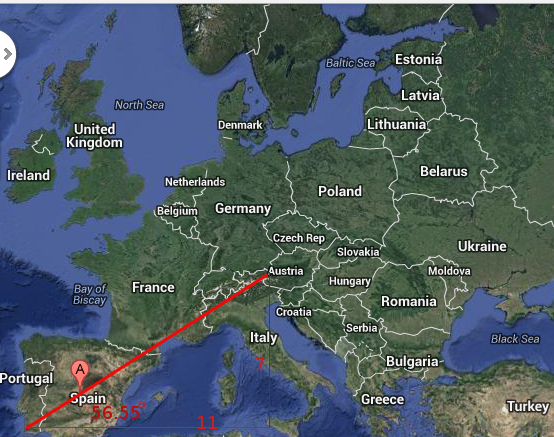 Estonia
Baltic Sea
Latvia
North Sea
Lithuania
Denmark
United
Kingdom
Belarus
Ireland
Netherlands
Poland
Belgium
Germany
Czech Rep
Ukraine
Slovakia
Austria
Moldova
Hungary
France
Bay of
Biscay
Romania
Croatia
Serbia
Italy
Black Sea
7
Bulgaria
A
Portugal
Spain
Greece
Turkey
56.55°
11